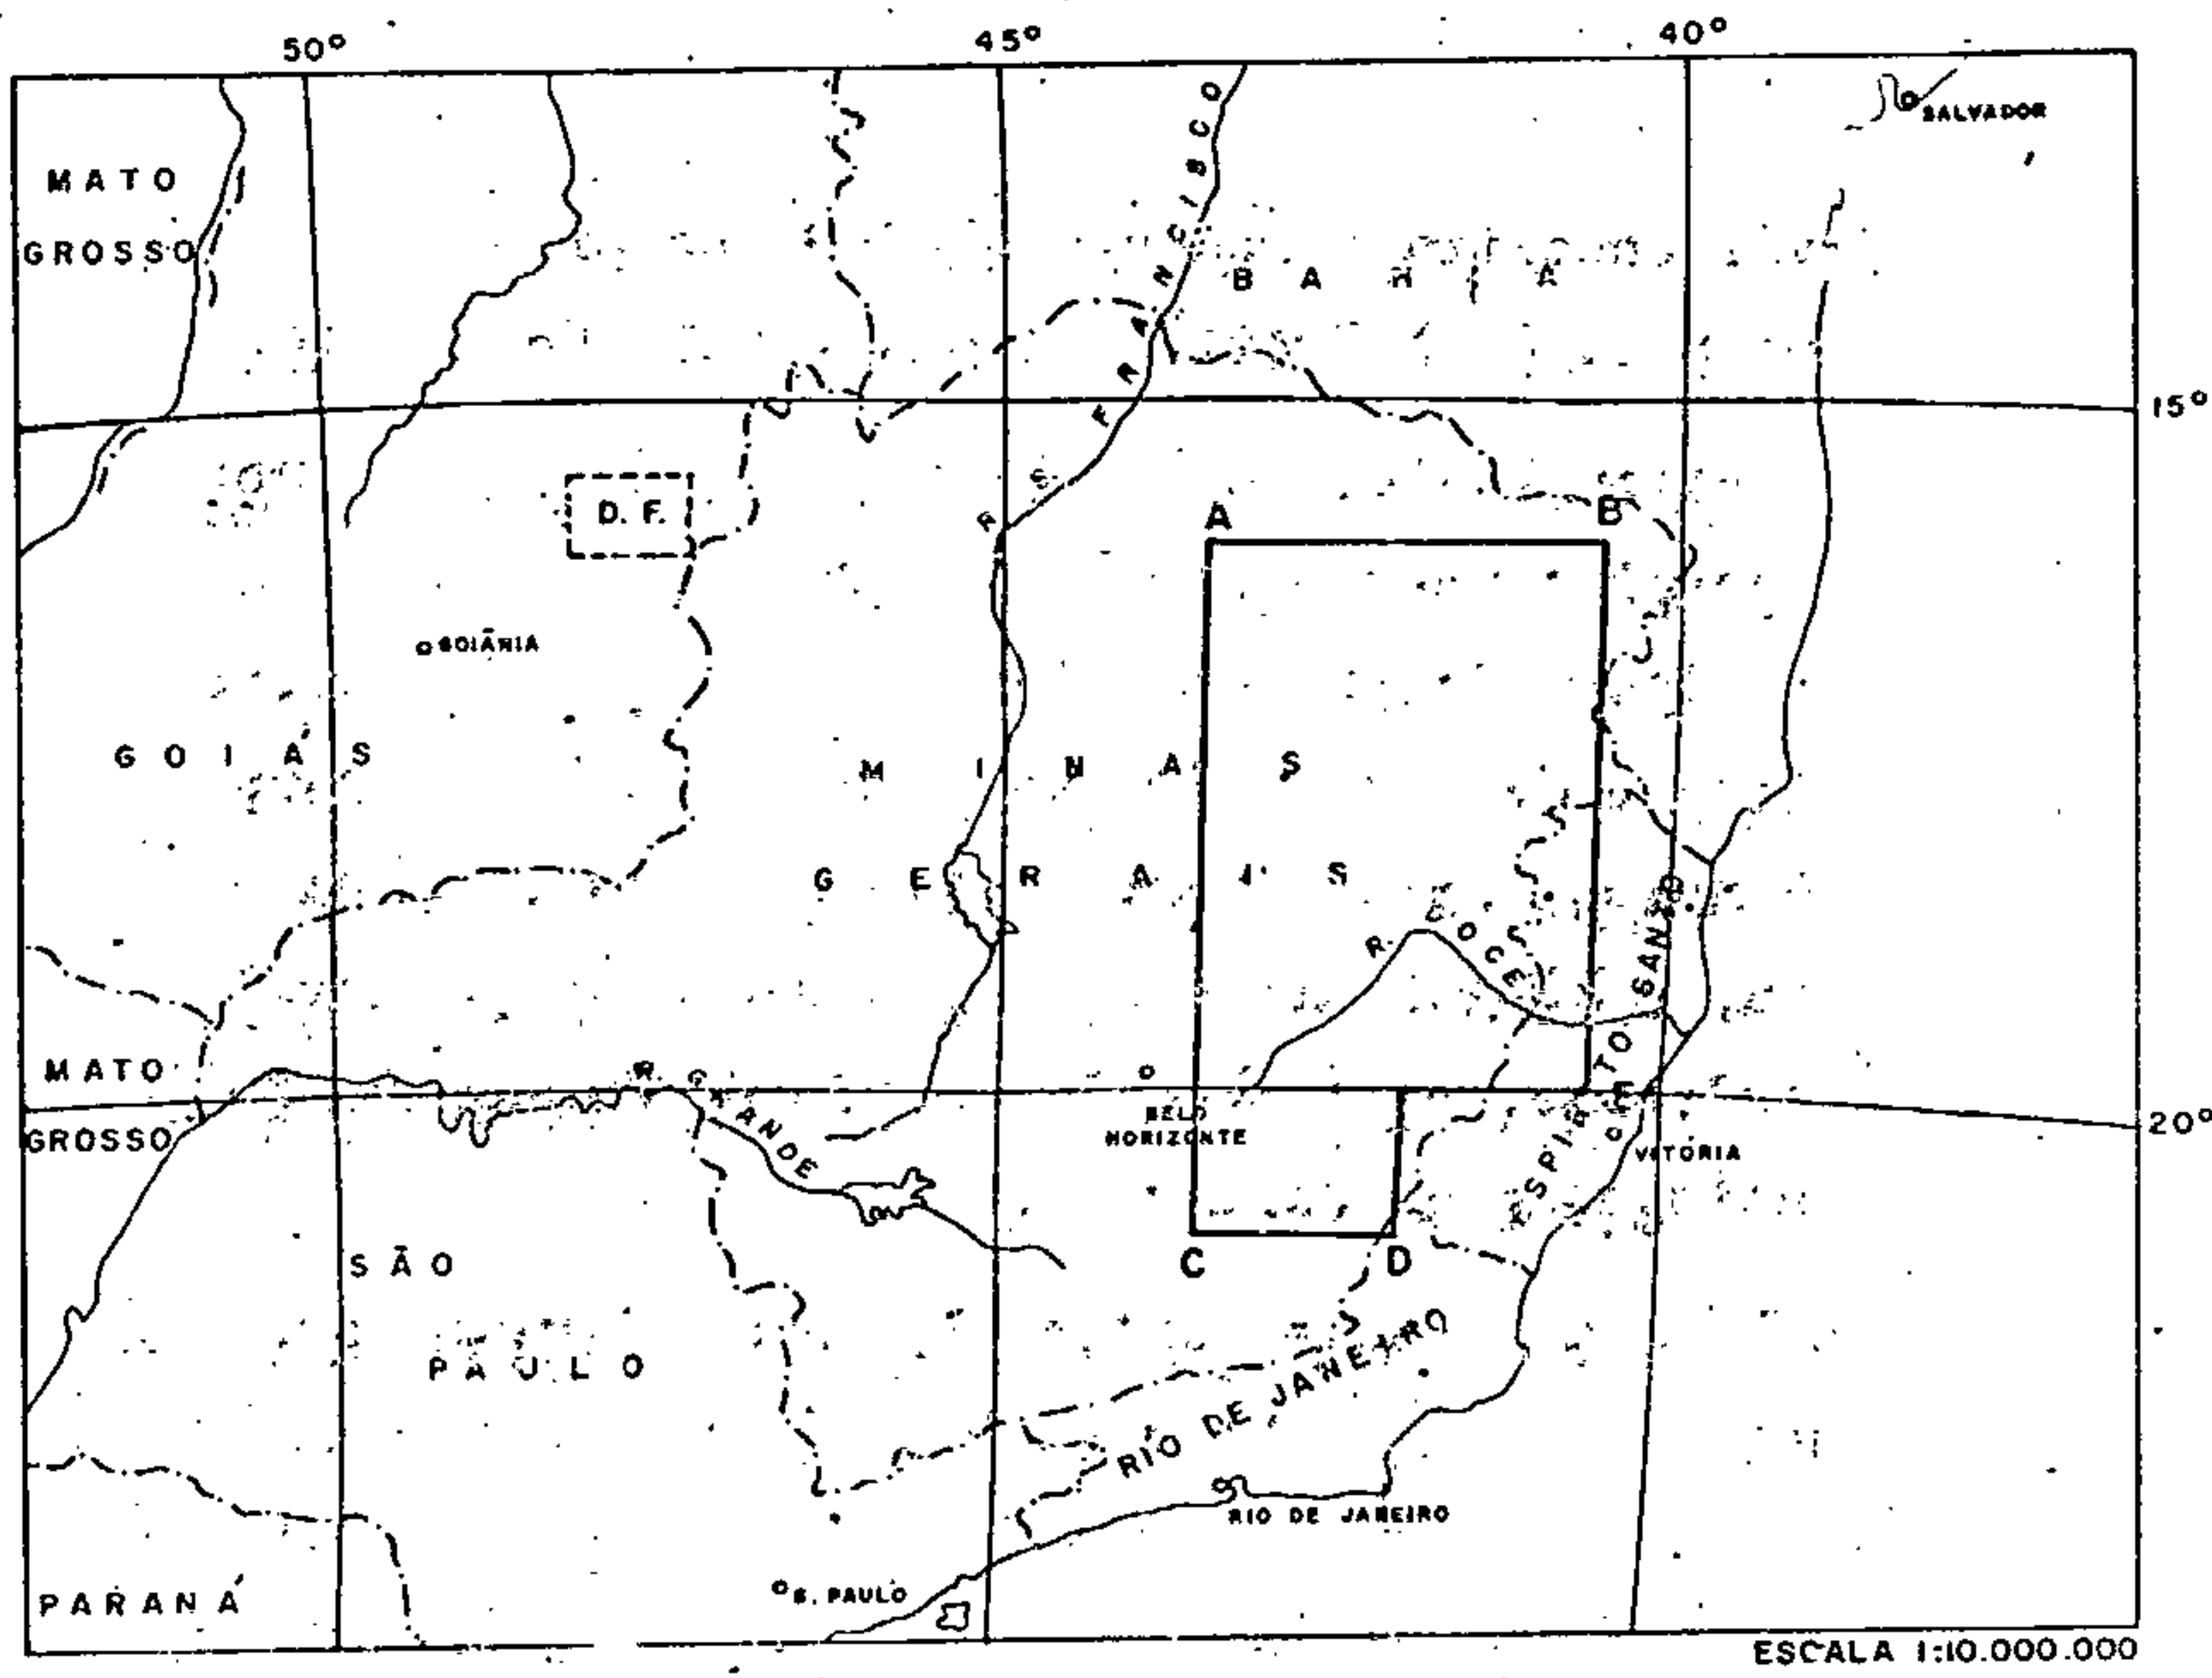 50° 45° 40°
SALVADOR
MATO
GROSSO
R. S. FRANCISCO
BAHIA
15°
D. F.
A B
GOIÂNIA
GOIÁS
MINAS
GERAIS
R. DOCE
MATO
GROSSO
R. GRANDE
BELO
HORIZONTE
E
ESPIRITO SANTO
VITÓRIA
20°
C D
SÃO
PAULO
RIO DE JANEIRO
RIO DE JANEIRO
S. PAULO
PARANÁ
ESCALA 1:10.000.000